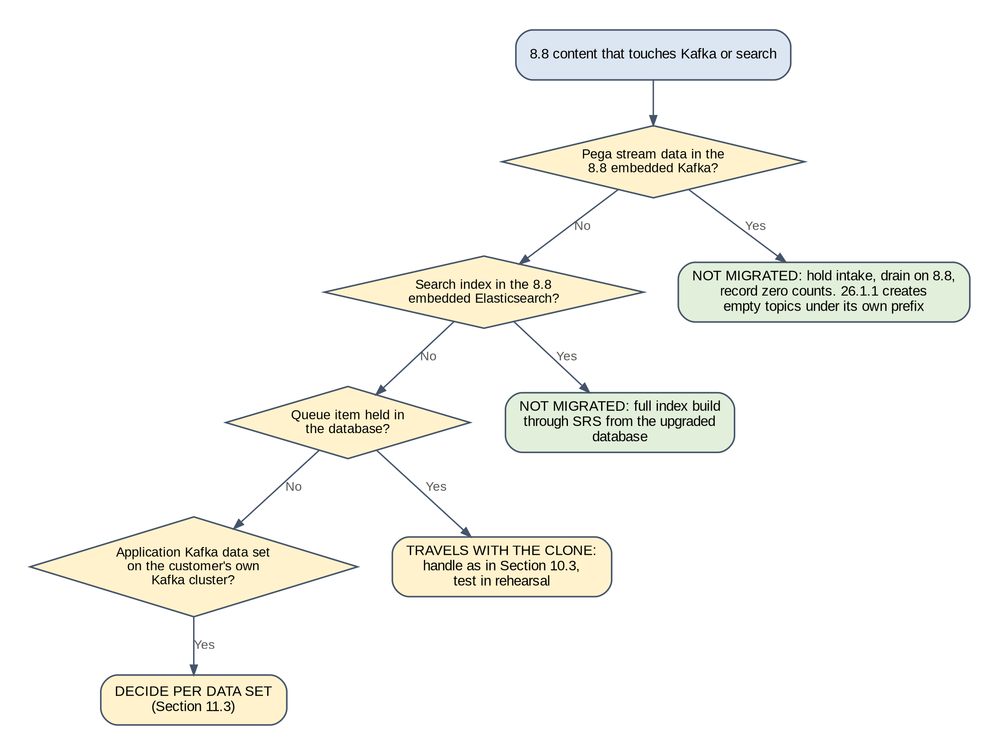 8.8 content that touches Kafka or search
Pega stream data in the
8.8 embedded Kafka?
No
Yes
Search index in the 8.8
embedded Elasticsearch?
NOT MIGRATED: hold intake, drain on 8.8,
record zero counts. 26.1.1 creates
empty topics under its own prefix
No
Yes
Queue item held in
the database?
NOT MIGRATED: full index build
through SRS from the upgraded
database
No
Yes
Application Kafka data set
on the customer's own
Kafka cluster?
TRAVELS WITH THE CLONE:
handle as in Section 10.3,
test in rehearsal
Yes
DECIDE PER DATA SET
(Section 11.3)